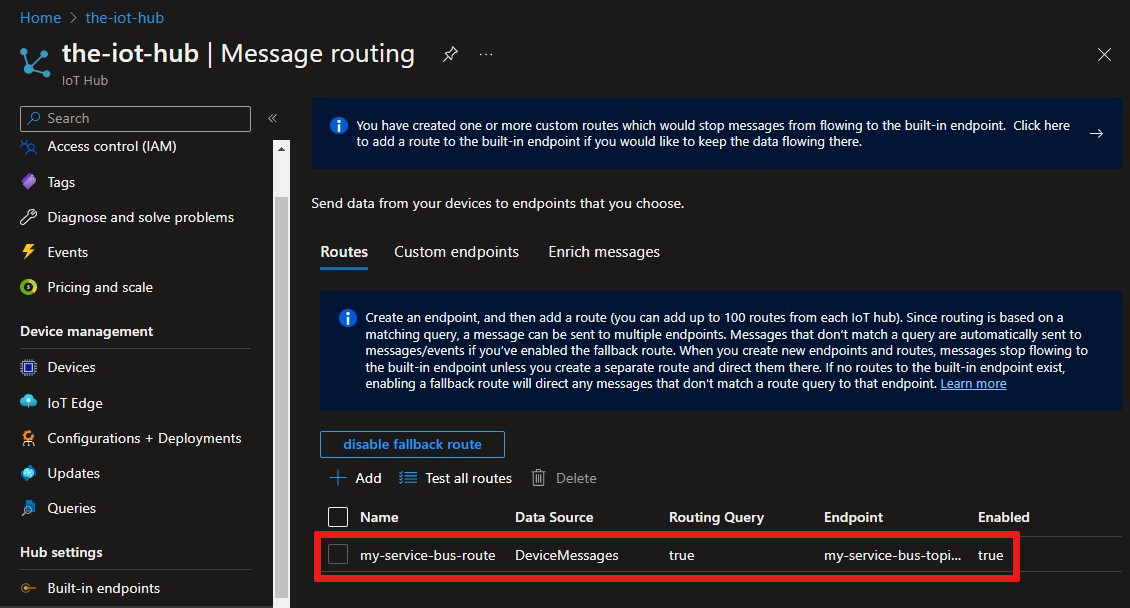 Home > the-iot-hub
the-iot-hub | Message routing
IoT Hub
Search
Access control (IAM)
Tags
Diagnose and solve problems
Events
Pricing and scale
Device management
Devices
IoT Edge
Configurations + Deployments
Updates
Queries
Hub settings
Built-in endpoints
You have created one or more custom routes which would stop messages from flowing to the built-in endpoint. Click here
to add a route to the built-in endpoint if you would like to keep the data flowing there.
Send data from your devices to endpoints that you choose.
Routes Custom endpoints Enrich messages
Create an endpoint, and then add a route (you can add up to 100 routes from each IoT hub). Since routing is based on a
matching query, a message can be sent to multiple endpoints. Messages that don't match a query are automatically sent to
messages/events if you've enabled the fallback route. When you create new endpoints and routes, messages stop flowing to
the built-in endpoint unless you create a separate route and direct them there. If no routes to the built-in endpoint exist,
enabling a fallback route will direct any messages that don't match a route query to that endpoint. Learn more
disable fallback route
Add Test all routes Delete
Name Data Source Routing Query Endpoint Enabled
my-service-bus-route DeviceMessages true my-service-bus-topi... true